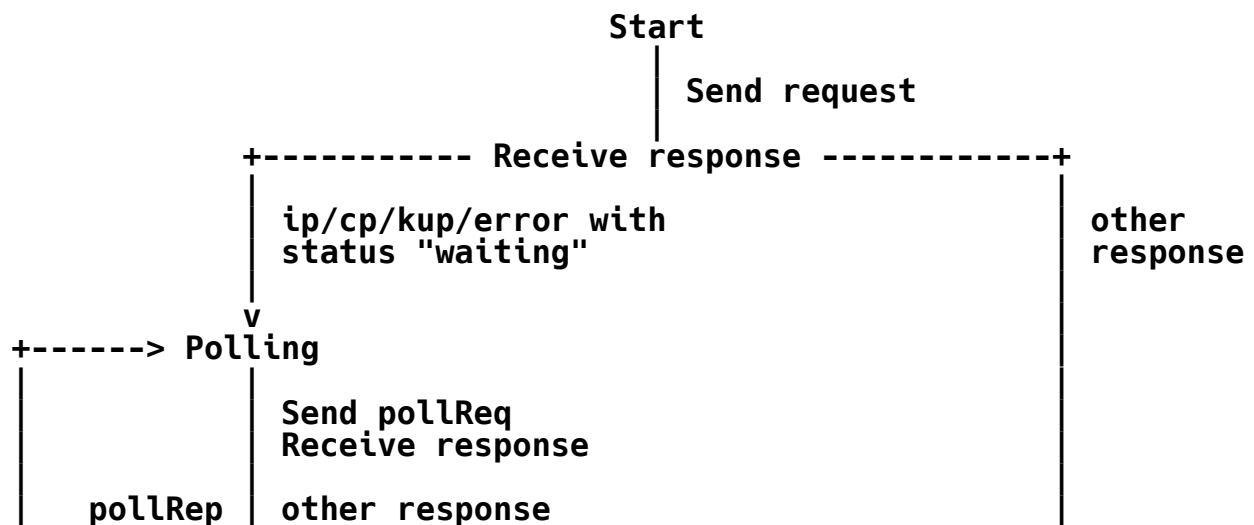 Start
Send request
+----------- Receive response ------------+
ip/cp/kup/error with other
status "waiting" response
v
+------> Polling
Send pollReq
Receive response
pollRep other response